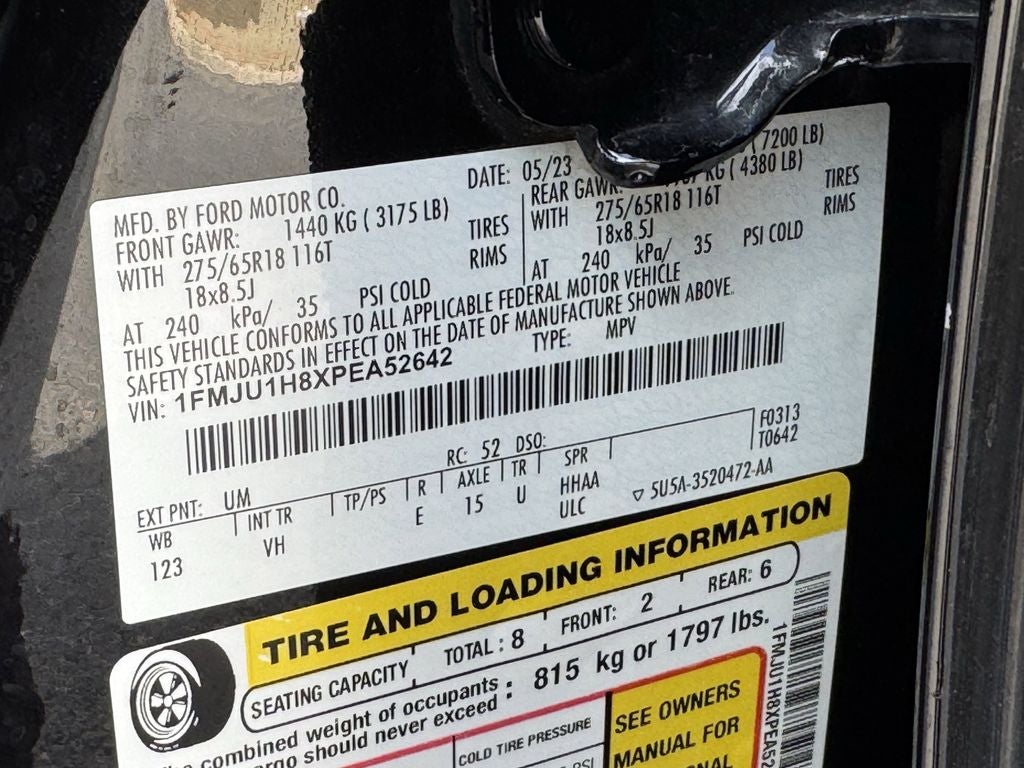 MFD. BY FORD MOTOR CO.
DATE: 05/23
(7200 LB)
FRONT GAWR: 1440 KG ( 3175 LB)
REAR GAWR: KG ( 4380 LB)
WITH 275/65R18 116T TIRES
WITH 275/65R18 116T TIRES
18x8.5J RIMS
18x8.5J RIMS
AT 240 kPa/ 35 PSI COLD
AT 240 kPa/ 35 PSI COLD
THIS VEHICLE CONFORMS TO ALL APPLICABLE FEDERAL MOTOR VEHICLE
SAFETY STANDARDS IN EFFECT ON THE DATE OF MANUFACTURE SHOWN ABOVE.
VIN: 1FMJU1H8XPEA52642
TYPE: MPV
F0313
T0642
EXT PNT: UM RC: 52 DSO:
WB INT TR TP/PS R AXLE TR SPR
123 VH E 15 U HHAA
ULC
▽ 5U5A-3520472-AA
TIRE AND LOADING INFORMATION
SEATING CAPACITY TOTAL : 8 FRONT: 2 REAR: 6
combined weight of occupants : 815 kg or 1797 lbs.
should never exceed
COLD TIRE PRESSURE
SEE OWNERS
MANUAL FOR
PSI
1FMJU1H8XPEA52